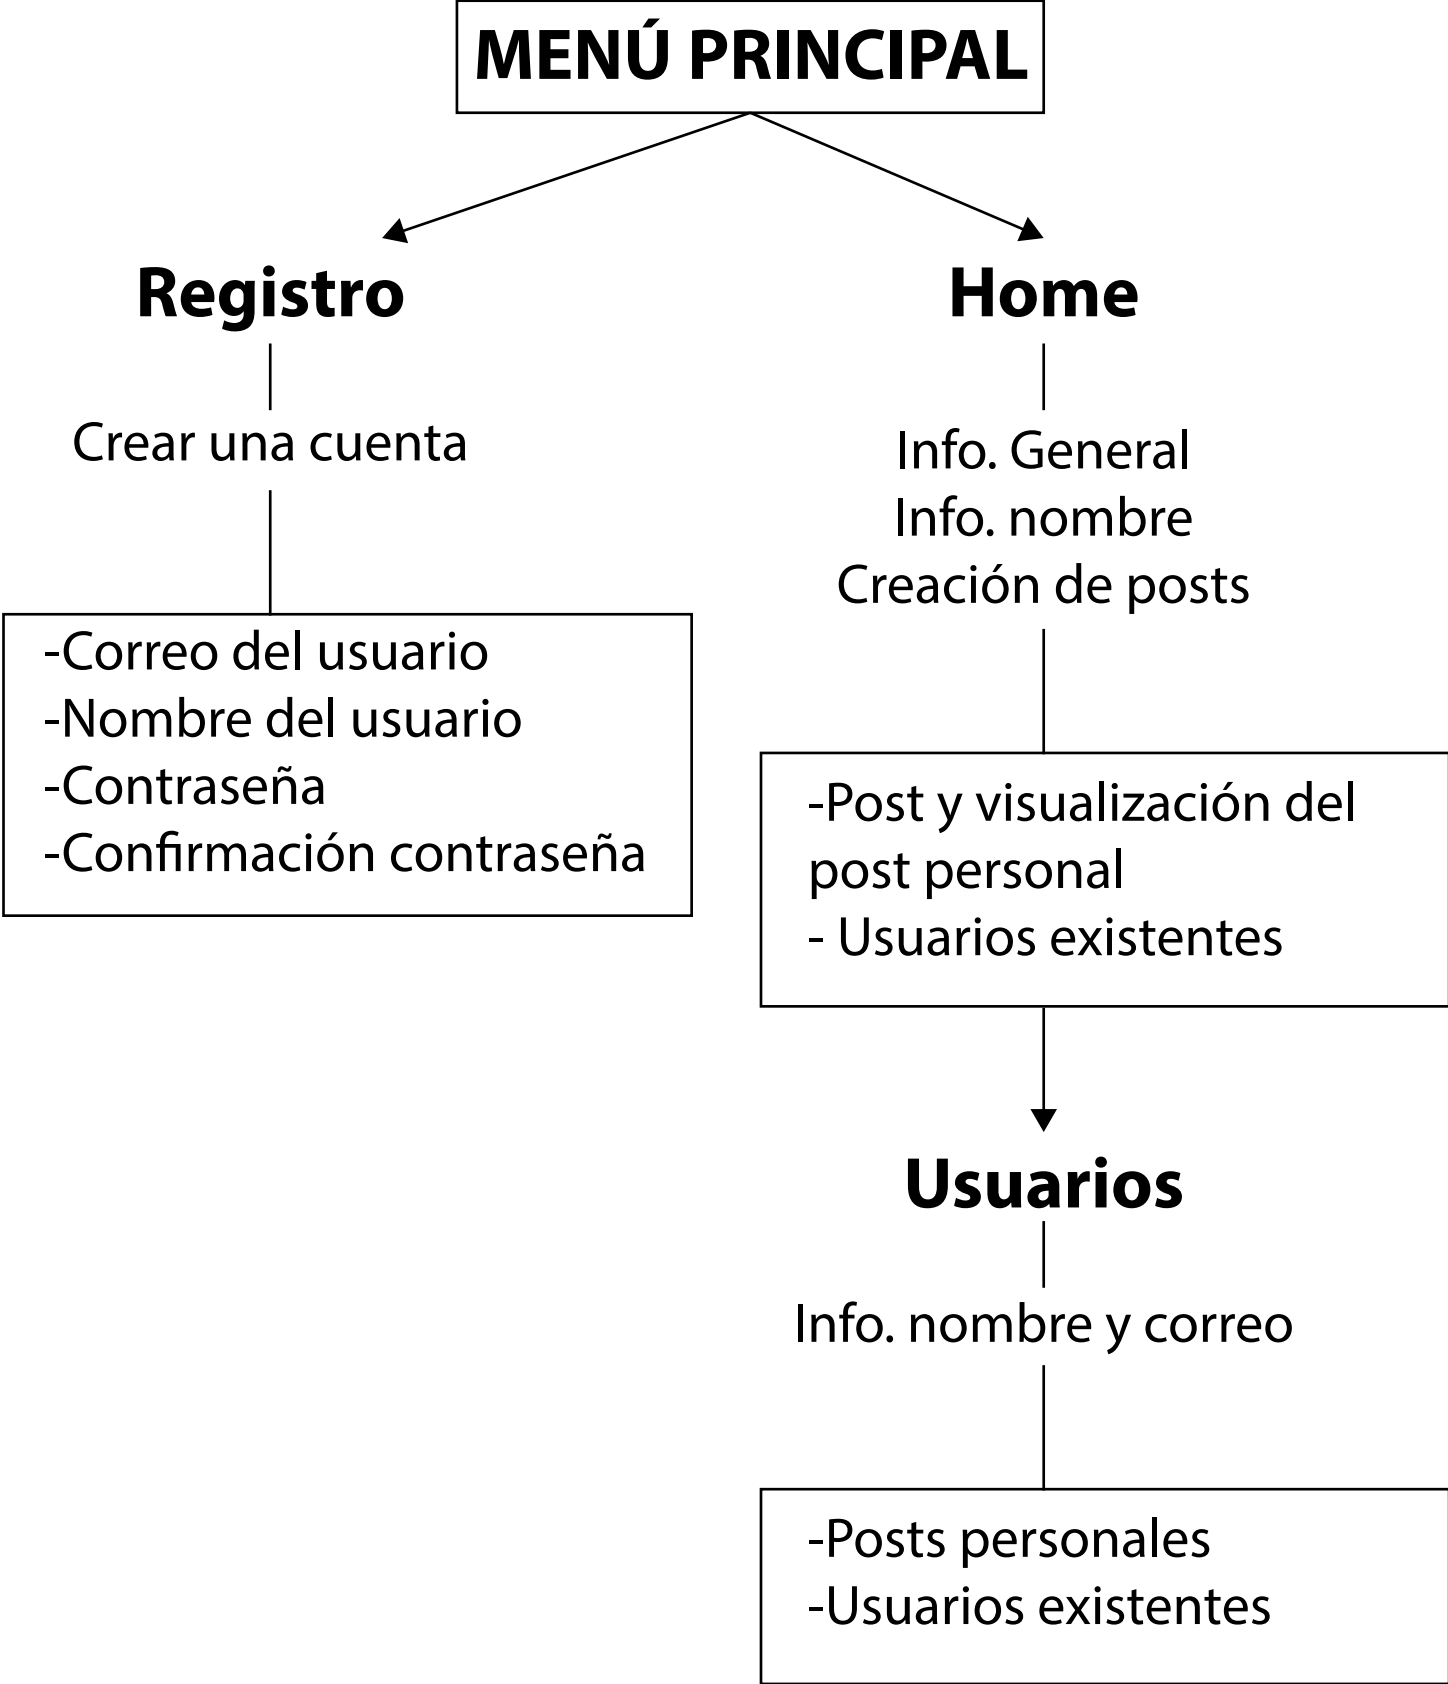 MENÚ PRINCIPAL
Registro
Crear una cuenta
-Correo del usuario
-Nombre del usuario
-Contraseña
-Confirmación contraseña
Home
Info. General
Info. nombre
Creación de posts
-Post y visualización del
post personal
- Usuarios existentes
Usuarios
Info. nombre y correo
-Posts personales
-Usuarios existentes